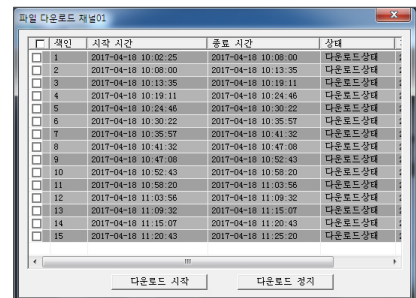 파일 다운로드 채널01
색인 시작 시간 종료 시간 상태
1 2017-04-18 10:02:25 2017-04-18 10:08:00 다운로드상태
2 2017-04-18 10:08:00 2017-04-18 10:13:35 다운로드상태
3 2017-04-18 10:13:35 2017-04-18 10:19:11 다운로드상태
4 2017-04-18 10:19:11 2017-04-18 10:24:46 다운로드상태
5 2017-04-18 10:24:46 2017-04-18 10:30:22 다운로드상태
6 2017-04-18 10:30:22 2017-04-18 10:35:57 다운로드상태
7 2017-04-18 10:35:57 2017-04-18 10:41:32 다운로드상태
8 2017-04-18 10:41:32 2017-04-18 10:47:08 다운로드상태
9 2017-04-18 10:47:08 2017-04-18 10:52:43 다운로드상태
10 2017-04-18 10:52:43 2017-04-18 10:58:20 다운로드상태
11 2017-04-18 10:58:20 2017-04-18 11:03:56 다운로드상태
12 2017-04-18 11:03:56 2017-04-18 11:09:32 다운로드상태
13 2017-04-18 11:09:32 2017-04-18 11:15:07 다운로드상태
14 2017-04-18 11:15:07 2017-04-18 11:20:43 다운로드상태
15 2017-04-18 11:20:43 2017-04-18 11:25:20 다운로드상태
다운로드 시작 다운로드 정지